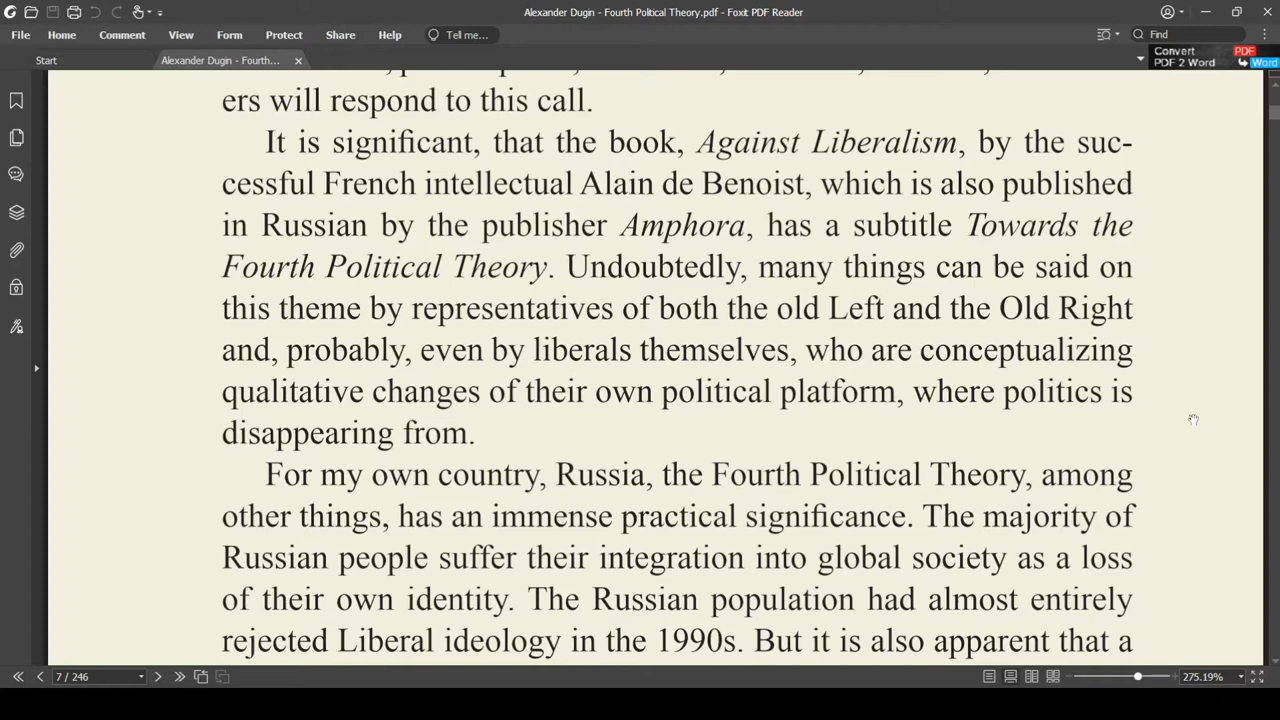 Alexander Dugin - Fourth Political Theory.pdf - Foxit PDF Reader
File Home Comment View Form Protect Share Help Tell me... Find
Start Alexander Dugin - Fourth...
Convert PDF
PDF 2 Word Word
ers will respond to this call.
It is significant, that the book, Against Liberalism, by the suc-
cessful French intellectual Alain de Benoist, which is also published
in Russian by the publisher Amphora, has a subtitle Towards the
Fourth Political Theory. Undoubtedly, many things can be said on
this theme by representatives of both the old Left and the Old Right
and, probably, even by liberals themselves, who are conceptualizing
qualitative changes of their own political platform, where politics is
disappearing from.
For my own country, Russia, the Fourth Political Theory, among
other things, has an immense practical significance. The majority of
Russian people suffer their integration into global society as a loss
of their own identity. The Russian population had almost entirely
rejected Liberal ideology in the 1990s. But it is also apparent that a
7 / 246 275.19%